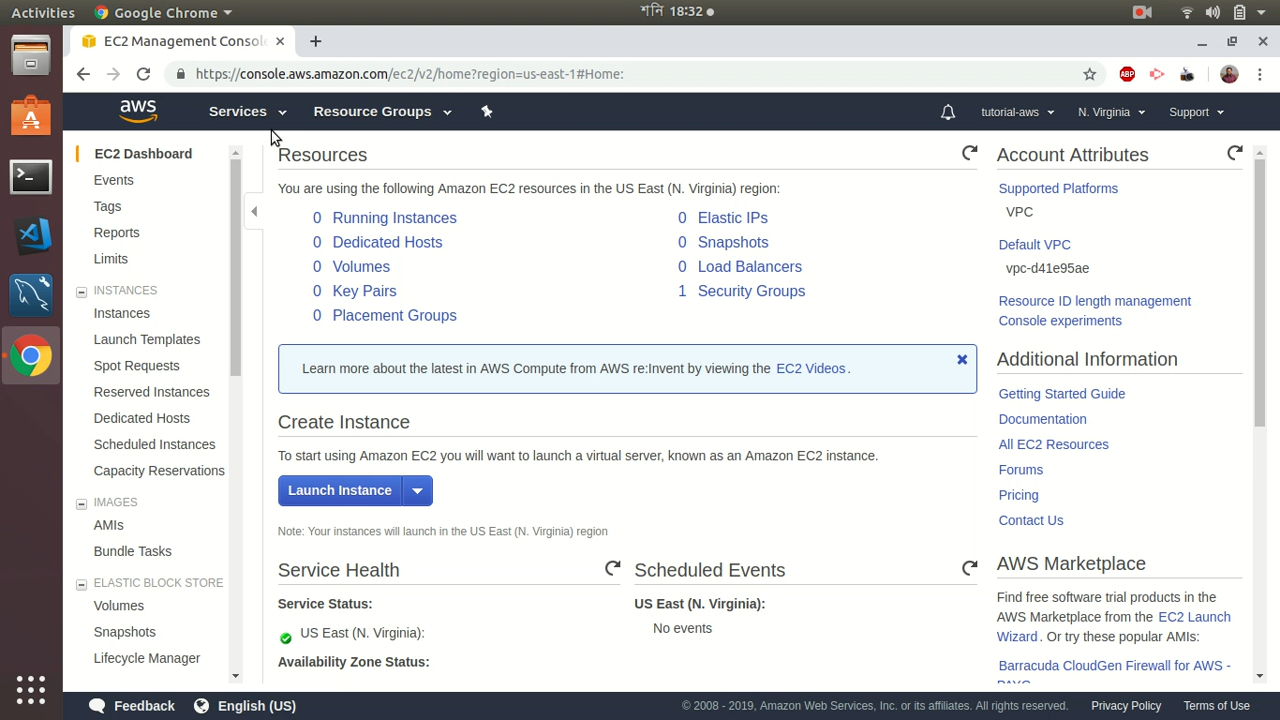 Activities
Google Chrome
শনি 18:32
EC2 Management Consol
https://console.aws.amazon.com/ec2/v2/home?region=us-east-1#Home:
ABP
aws
Services
Resource Groups
tutorial-aws
N. Virginia
Support
EC2 Dashboard
Events
Tags
Reports
Limits
INSTANCES
Instances
Launch Templates
Spot Requests
Reserved Instances
Dedicated Hosts
Scheduled Instances
Capacity Reservations
IMAGES
AMIs
Bundle Tasks
ELASTIC BLOCK STORE
Volumes
Snapshots
Lifecycle Manager
Resources
You are using the following Amazon EC2 resources in the US East (N. Virginia) region:
0 Running Instances
0 Dedicated Hosts
0 Volumes
0 Key Pairs
0 Placement Groups
0 Elastic IPs
0 Snapshots
0 Load Balancers
1 Security Groups
Learn more about the latest in AWS Compute from AWS re:Invent by viewing the EC2 Videos.
Create Instance
To start using Amazon EC2 you will want to launch a virtual server, known as an Amazon EC2 instance.
Launch Instance
Note: Your instances will launch in the US East (N. Virginia) region
Service Health
Service Status:
US East (N. Virginia):
Availability Zone Status:
Scheduled Events
US East (N. Virginia):
No events
Account Attributes
Supported Platforms
VPC
Default VPC
vpc-d41e95ae
Resource ID length management
Console experiments
Additional Information
Getting Started Guide
Documentation
All EC2 Resources
Forums
Pricing
Contact Us
AWS Marketplace
Find free software trial products in the
AWS Marketplace from the EC2 Launch
Wizard. Or try these popular AMIs:
Barracuda CloudGen Firewall for AWS -
PAYG
Feedback
English (US)
© 2008 - 2019, Amazon Web Services, Inc. or its affiliates. All rights reserved.
Privacy Policy
Terms of Use